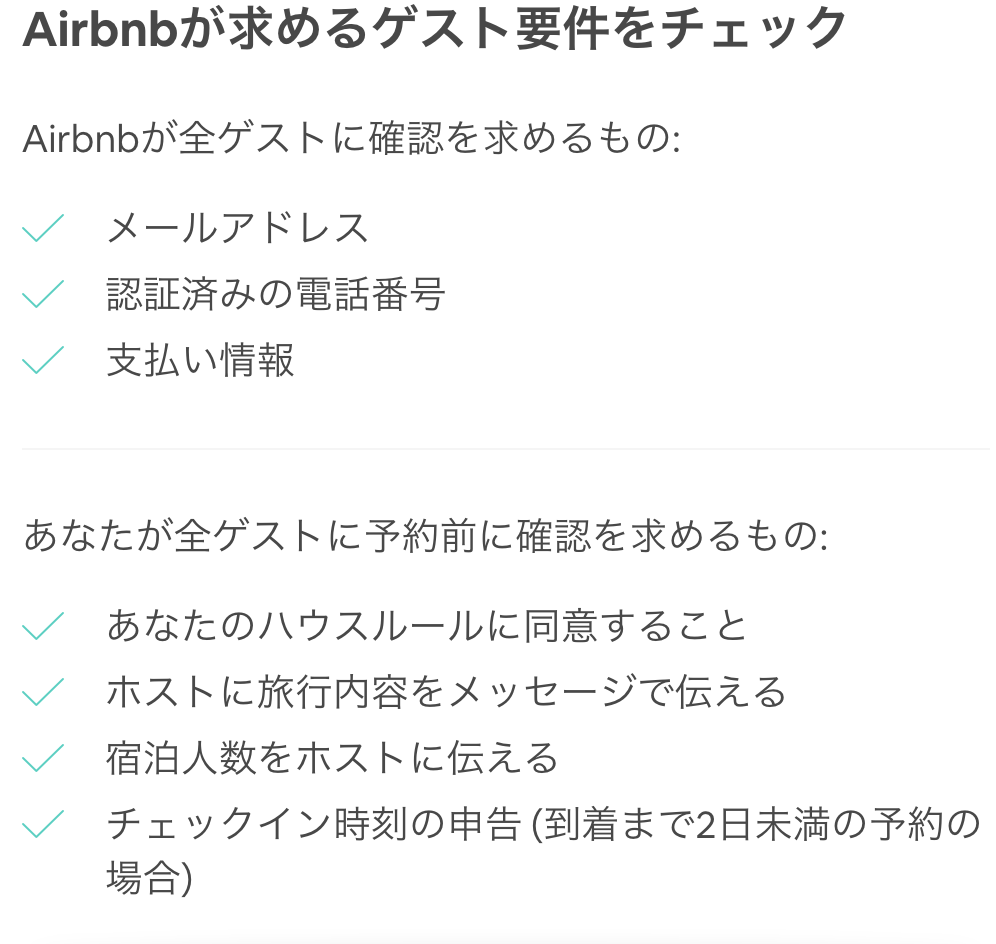 Airbnbが求めるゲスト要件をチェック
Airbnbが全ゲストに確認を求めるもの:
メールアドレス
認証済みの電話番号
支払い情報
あなたが全ゲストに予約前に確認を求めるもの:
あなたのハウスルールに同意すること
ホストに旅行内容をメッセージで伝える
宿泊人数をホストに伝える
チェックイン時刻の申告 (到着まで2日未満の予約の
場合)